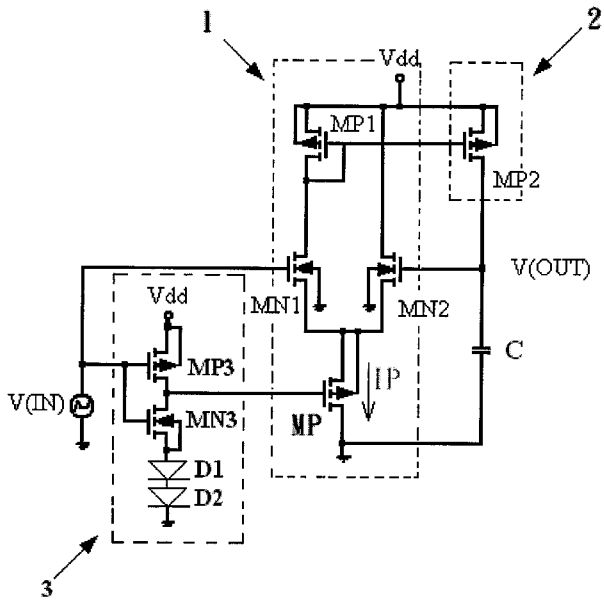 1
2
Vdd
MP1
MP2
MN1
MN2
V(OUT)
Vdd
MP3
IP
C
V(IN)
MN3
MP
D1
D2
3